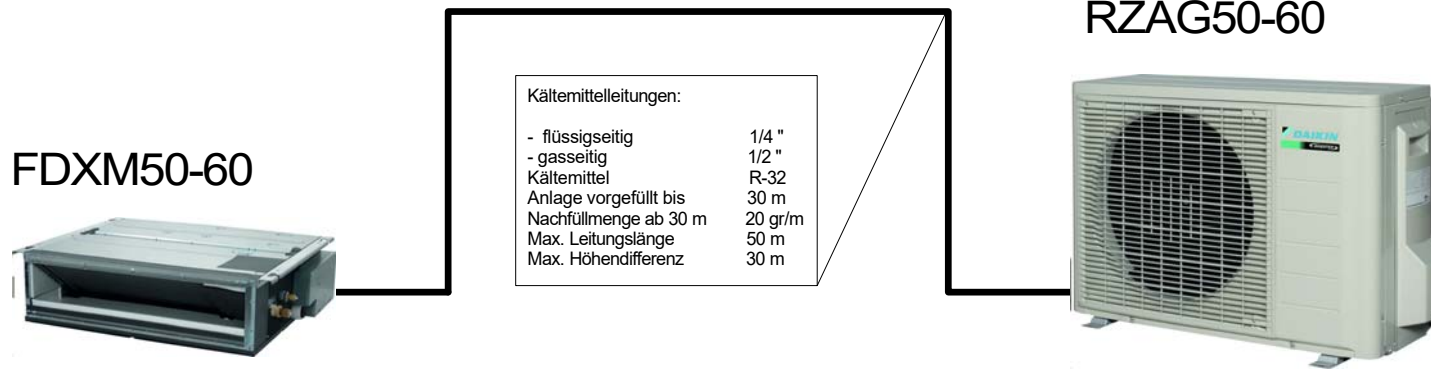 RZAG50-60
Kältemittelleitungen:
- flüssigseitig 1/4 "
- gasseitig 1/2 "
Kältemittel R-32
Anlage vorgefüllt bis 30 m
Nachfüllmenge ab 30 m 20 gr/m
Max. Leitungslänge 50 m
Max. Höhendifferenz 30 m
FDXM50-60
DAIKIN